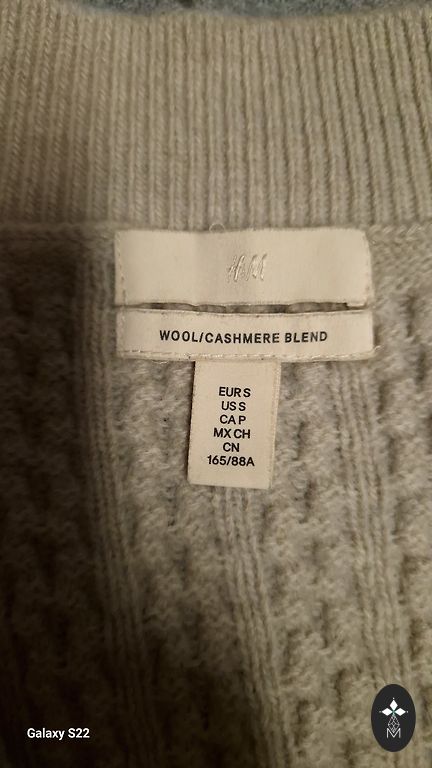 H&M
WOOL/CASHMERE BLEND
EUR S
US S
CA P
MX CH
CN
165/88A
Galaxy S22
M